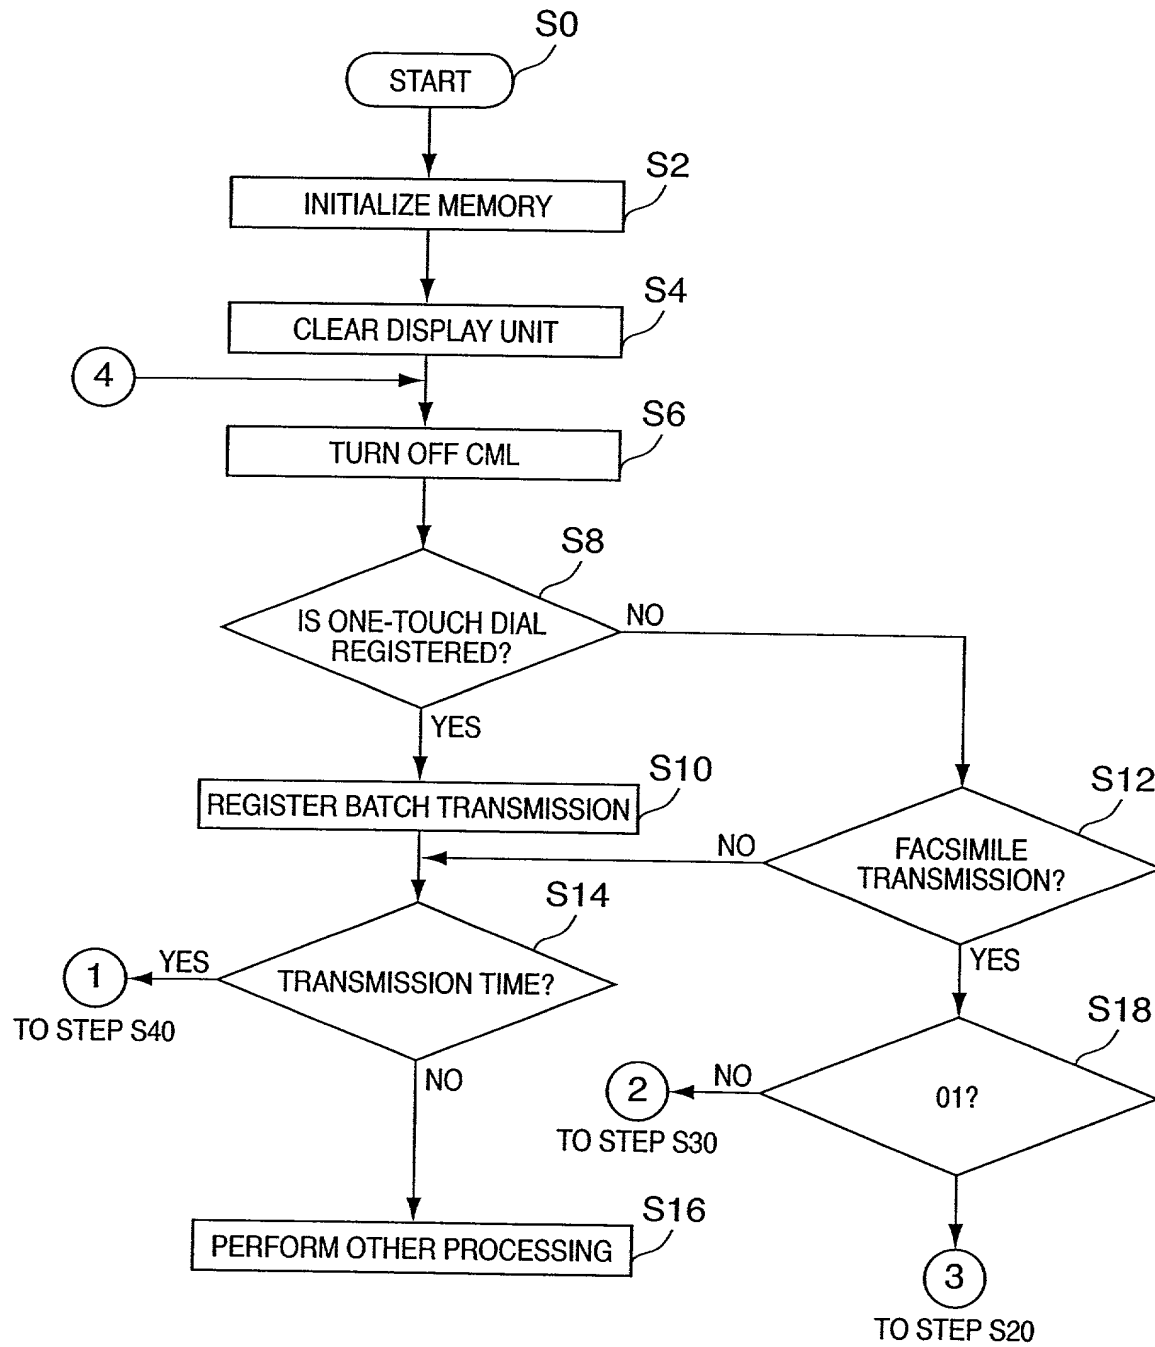 S0
START
S2
INITIALIZE MEMORY
S4
CLEAR DISPLAY UNIT
4
S6
TURN OFF CML
S8
IS ONE-TOUCH DIAL
REGISTERED?
NO
YES
S10
REGISTER BATCH TRANSMISSION
S12
FACSIMILE
TRANSMISSION?
NO
YES
S14
TRANSMISSION TIME?
YES
1
TO STEP S40
NO
S18
01?
NO
2
TO STEP S30
S16
PERFORM OTHER PROCESSING
3
TO STEP S20